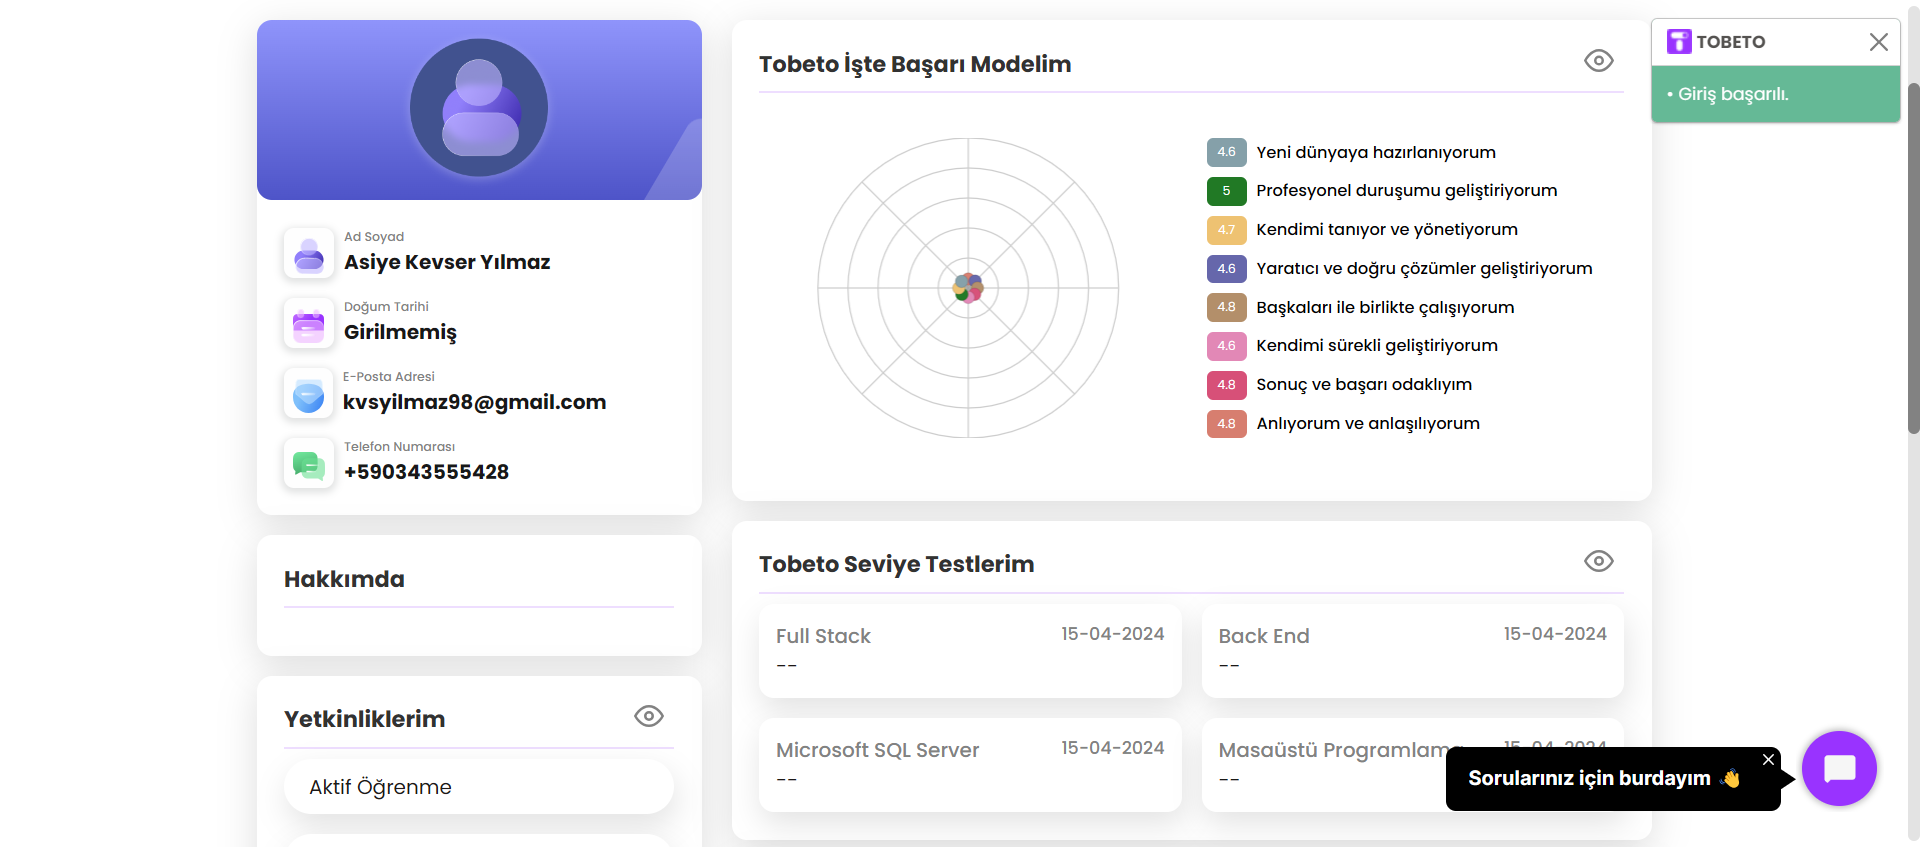 Ad Soyad
Asiye Kevser Yılmaz
Doğum Tarihi
Girilmemiş
E-Posta Adresi
kvsyilmaz98@gmail.com
Telefon Numarası
+590343555428
Hakkımda
Yetkinliklerim
Aktif Öğrenme
Tobeto İşte Başarı Modelim
4.6 Yeni dünyaya hazırlanıyorum
5 Profesyonel duruşumu geliştiriyorum
4.7 Kendimi tanıyor ve yönetiyorum
4.6 Yaratıcı ve doğru çözümler geliştiriyorum
4.8 Başkaları ile birlikte çalışıyorum
4.6 Kendimi sürekli geliştiriyorum
4.8 Sonuç ve başarı odaklıyım
4.8 Anlıyorum ve anlaşılıyorum
Tobeto Seviye Testlerim
Full Stack 15-04-2024
--
Back End 15-04-2024
--
Microsoft SQL Server 15-04-2024
--
Masaüstü Programlama 15-04-2024
--
TOBETO
• Giriş başarılı.
Sorularınız için burdayım 👋